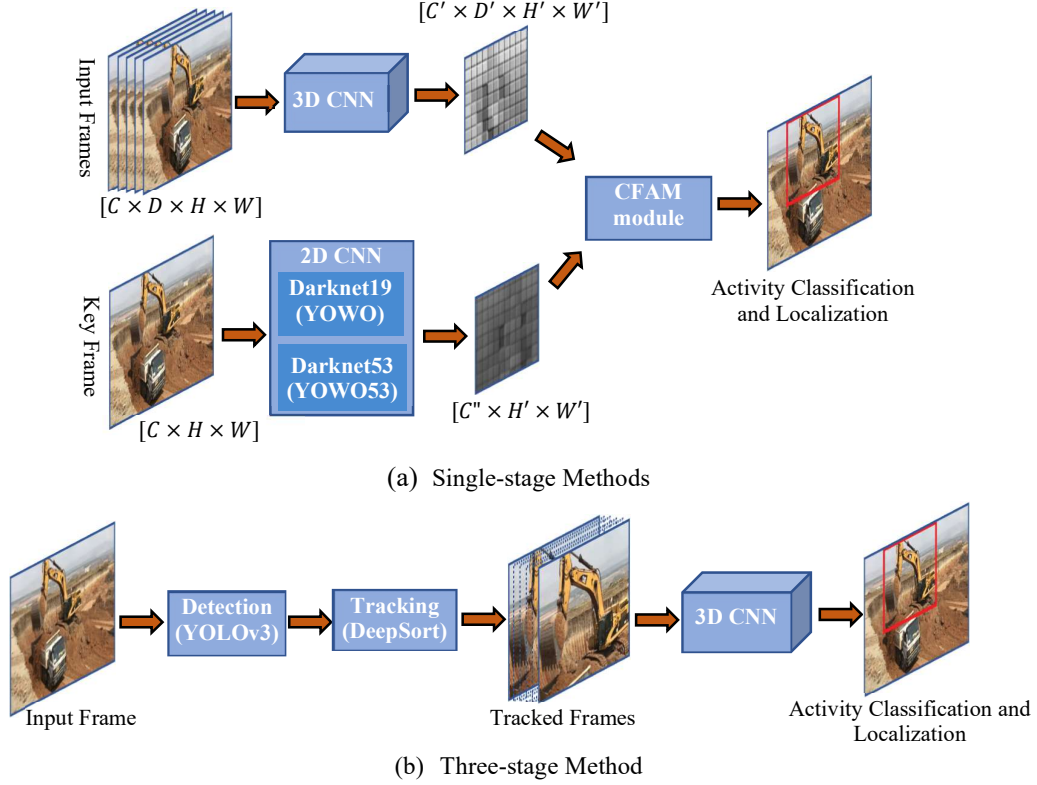 [C′ × D′ × H′ × W′]
Input Frames
3D CNN
[C × D × H × W]
CFAM
module
Activity Classification
and Localization
Key Frame
2D CNN
Darknet19
(YOWO)
Darknet53
(YOWO53)
[C × H × W]
[C" × H′ × W′]
(a) Single-stage Methods
Detection
(YOLOv3)
Tracking
(DeepSort)
3D CNN
Input Frame
Tracked Frames
Activity Classification and
Localization
(b) Three-stage Method